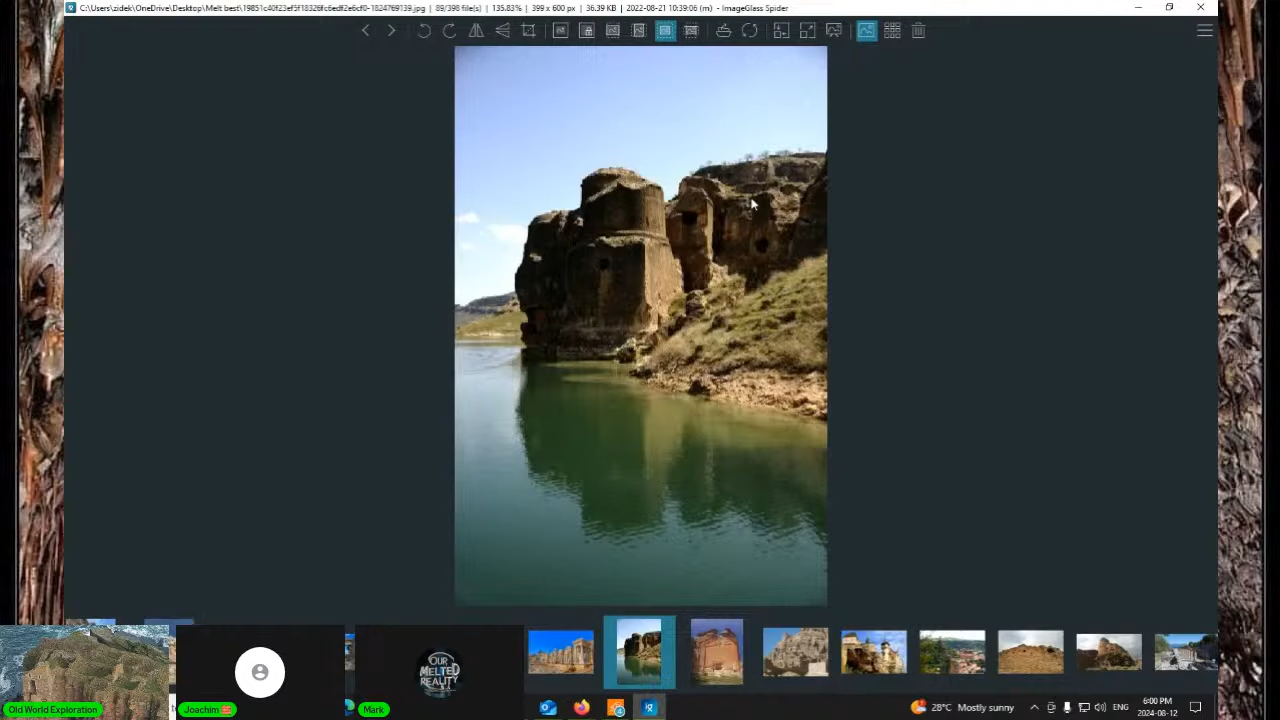 C:\Users\zidek\OneDrive\Desktop\Melt best\19851c40f23ef5f18326fc6edf2e6cf0-1824769139.jpg | 89/398 file(s) | 135.83% | 399 x 600 px | 36.39 KB | 2022-08-21 10:39:06 (m) - ImageGlass Spider
OUR
MELTED
REALITY
Old World Exploration
Joachim
Mark
28°C Mostly sunny
ENG
6:00 PM
2024-08-12